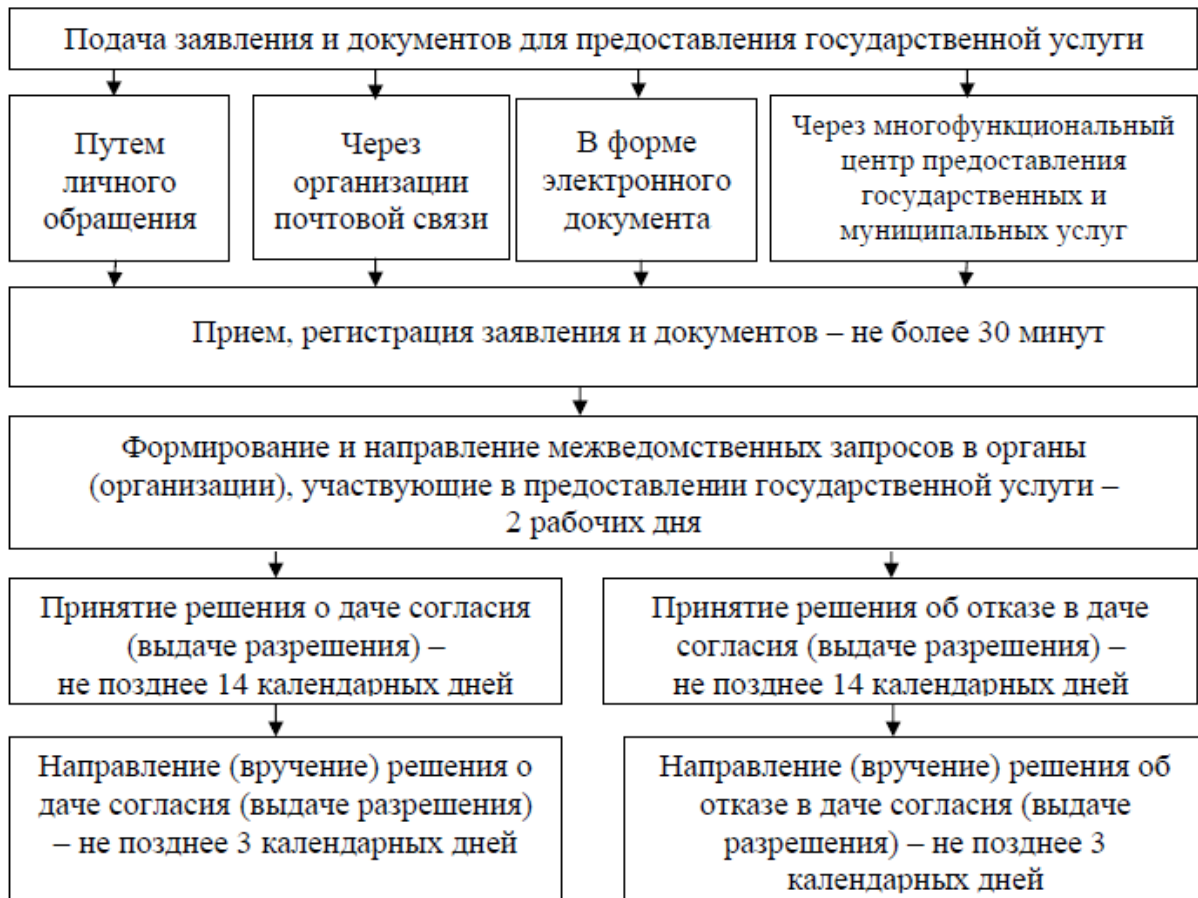 Подача заявления и документов для предоставления государственной услуги
Путем
личного
обращения
Через
организации
почтовой связи
В форме
электронного
документа
Через многофункциональный
центр предоставления
государственных и
муниципальных услуг
Прием, регистрация заявления и документов – не более 30 минут
Формирование и направление межведомственных запросов в органы
(организации), участвующие в предоставлении государственной услуги –
2 рабочих дня
Принятие решения о даче согласия
(выдаче разрешения) –
не позднее 14 календарных дней
Принятие решения об отказе в даче
согласия (выдаче разрешения) –
не позднее 14 календарных дней
Направление (вручение) решения о
даче согласия (выдаче разрешения)
– не позднее 3 календарных дней
Направление (вручение) решения об
отказе в даче согласия (выдаче
разрешения) – не позднее 3
календарных дней